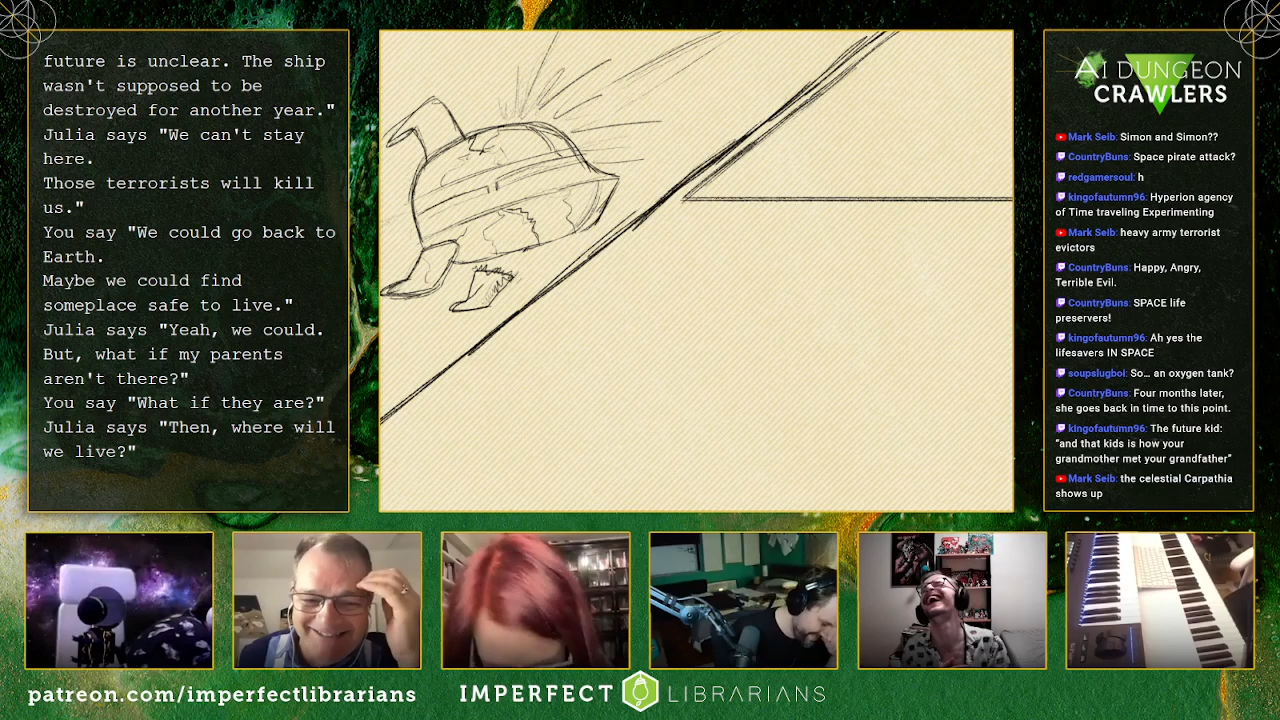 future is unclear. The ship
wasn't supposed to be
destroyed for another year."
Julia says "We can't stay
here.
Those terrorists will kill
us."
You say "We could go back to
Earth.
Maybe we could find
someplace safe to live."
Julia says "Yeah, we could.
But, what if my parents
aren't there?"
You say "What if they are?"
Julia says "Then, where will
we live?"
AI DUNGEON
CRAWLERS
Mark Seib: Simon and Simon??
CountryBuns: Space pirate attack?
redgamersoul: h
kingofautumn96: Hyperion agency
of Time traveling Experimenting
Mark Seib: heavy army terrorist
evictors
CountryBuns: Happy, Angry,
Terrible Evil.
CountryBuns: SPACE life
preservers!
kingofautumn96: Ah yes the
lifesavers IN SPACE
soupslugboi: So… an oxygen tank?
CountryBuns: Four months later,
she goes back in time to this point.
kingofautumn96: The future kid:
“and that kids is how your
grandmother met your grandfather”
Mark Seib: the celestial Carpathia
shows up
patreon.com/imperfectlibrarians
IMPERFECT LIBRARIANS